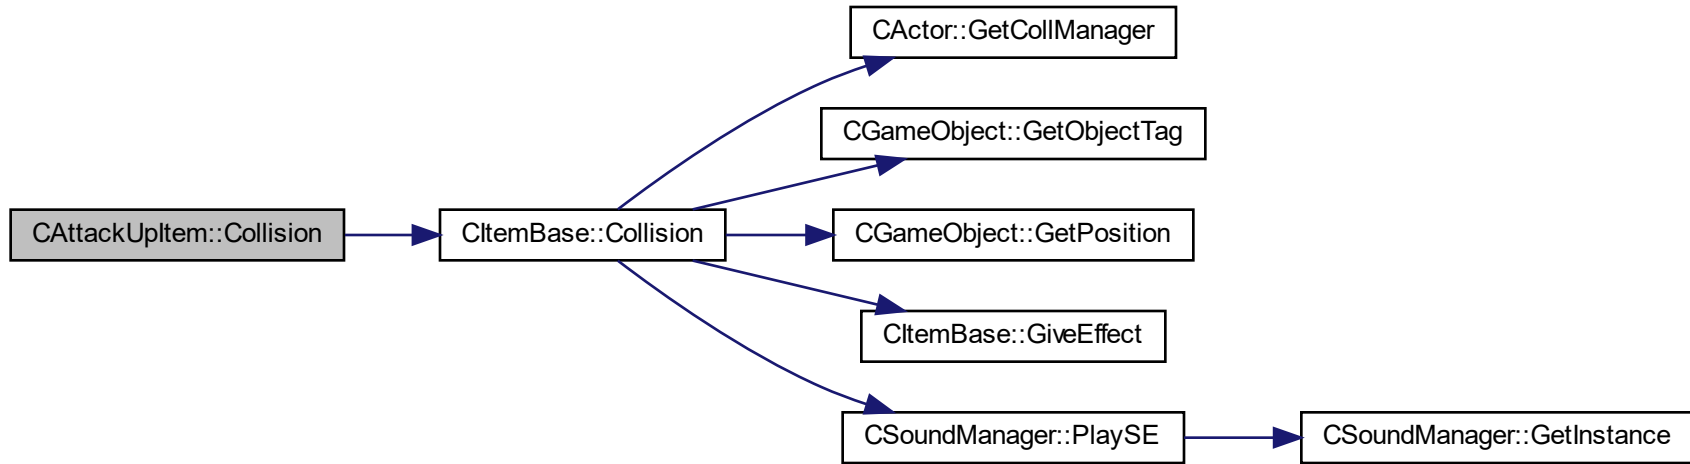 CActor::GetCollManager
CGameObject::GetObjectTag
CAttackUpItem::Collision
CItemBase::Collision
CGameObject::GetPosition
CItemBase::GiveEffect
CSoundManager::PlaySE
CSoundManager::GetInstance